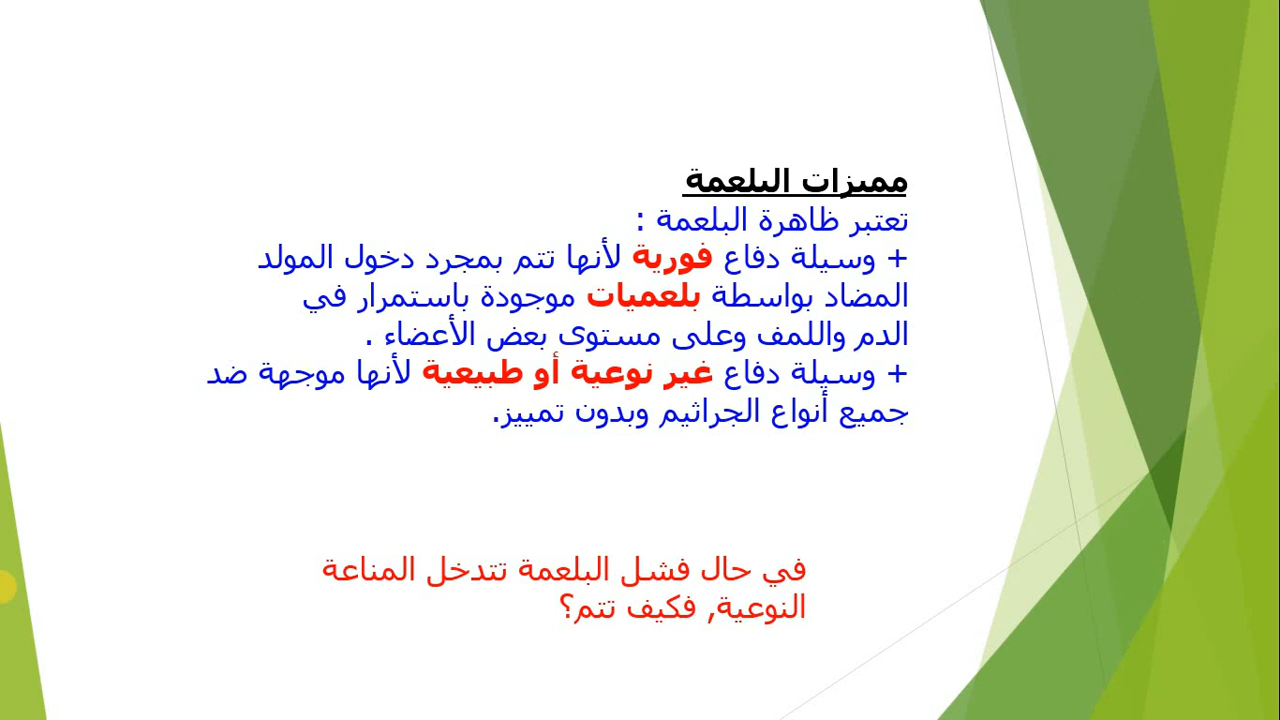 مميزات البلعمة
تعتبر ظاهرة البلعمة :
+ وسيلة دفاع فورية لأنها تتم بمجرد دخول المولد
المضاد بواسطة بلعميات موجودة باستمرار في
الدم واللمف وعلى مستوى بعض الأعضاء .
+ وسيلة دفاع غير نوعية أو طبيعية لأنها موجهة ضد
جميع أنواع الجراثيم وبدون تمييز.
في حال فشل البلعمة تتدخل المناعة
النوعية, فكيف تتم؟